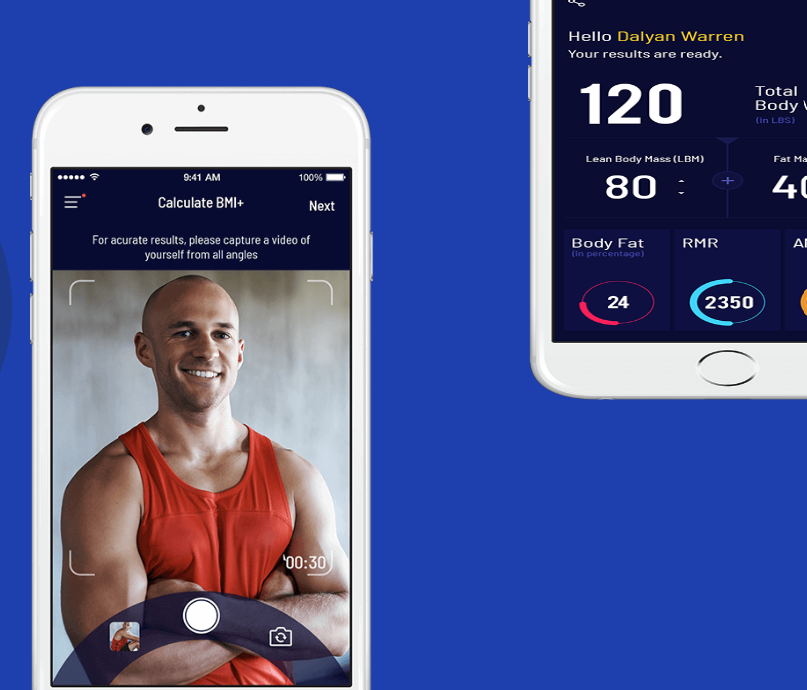 9:41 AM
100%
Calculate BMI+
Next
For acurate results, please capture a video of
yourself from all angles
00:30
Hello Dalyan Warren
Your results are ready.
120
Total
Body
(in LBS)
Lean Body Mass (LBM)
80
+
Fat
Body Fat
(in percentage)
24
RMR
2350